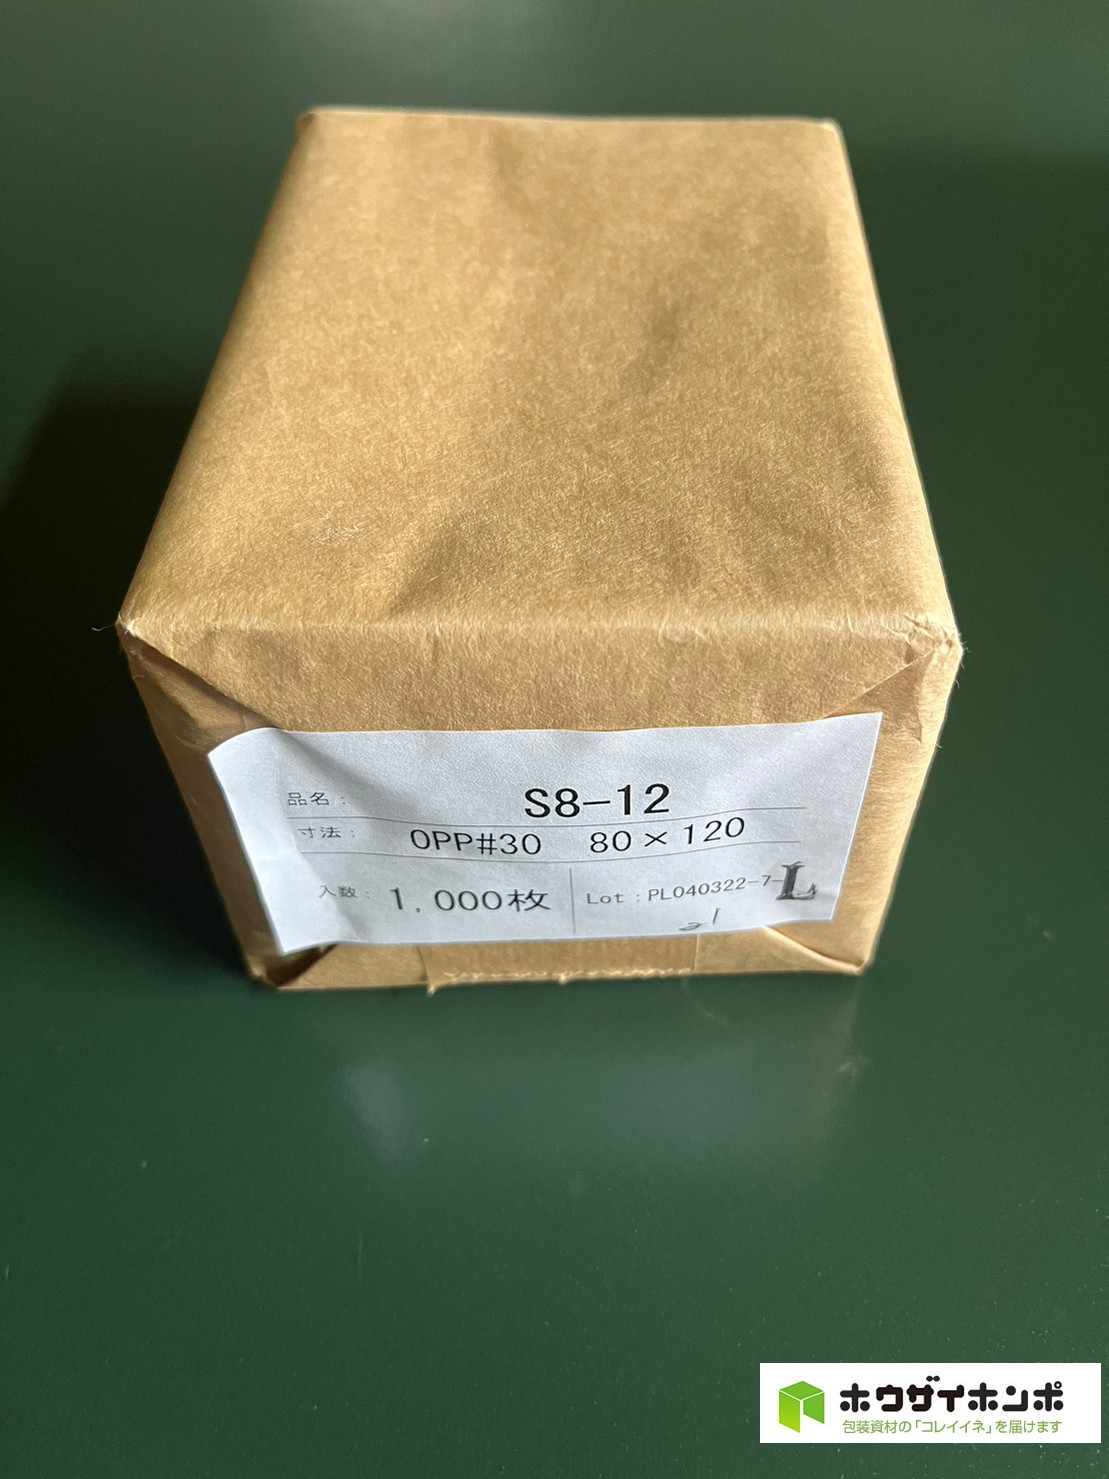 品名： S8-12
寸法： OPP#30 80×120
入数： 1,000枚 Lot：PL040322-7-L
21
ホウザイホンポ
包装資材の「コレイイネ」を届けます